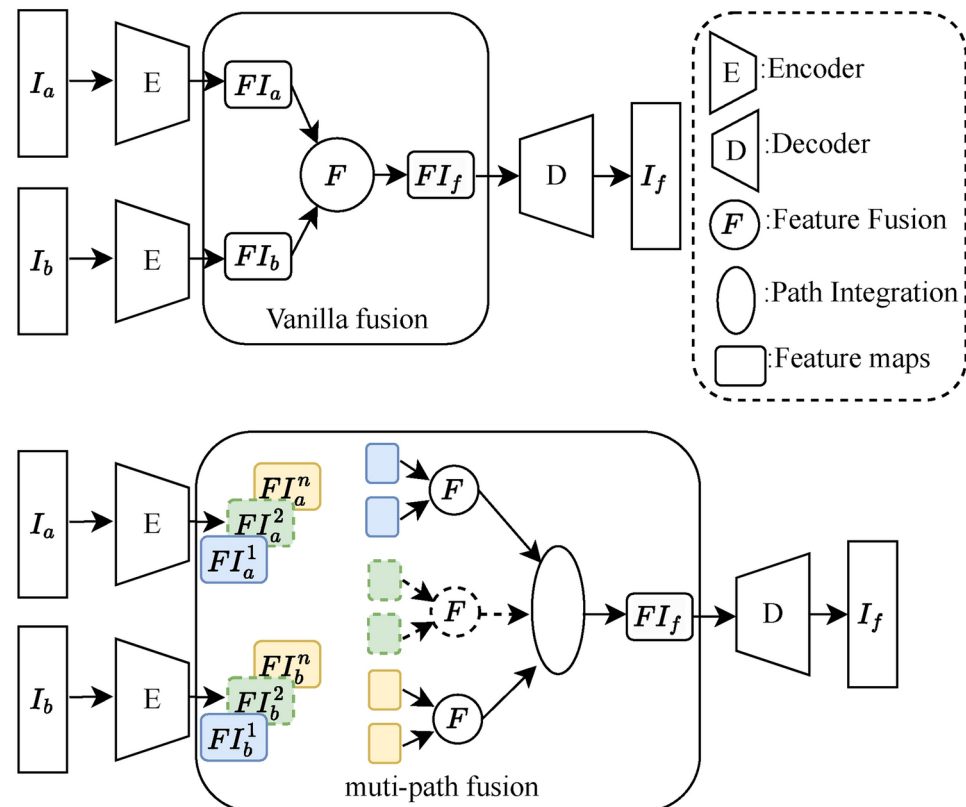 I_a
E
FI_a
F
FI_f
D
I_f
I_b
E
FI_b
Vanilla fusion
E :Encoder
D :Decoder
F :Feature Fusion
:Path Integration
:Feature maps
I_a
E
FI_a^n
FI_a^2
FI_a^1
F
F
F
FI_f
D
I_f
I_b
E
FI_b^n
FI_b^2
FI_b^1
muti-path fusion